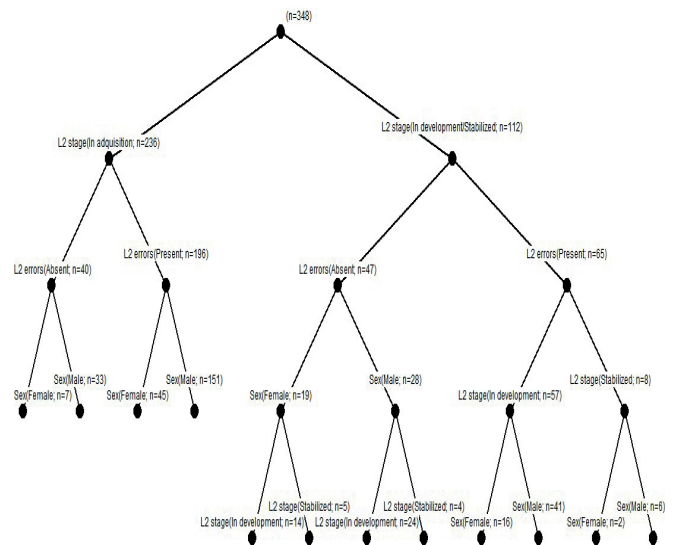 (n=348)
L2 stage(In development/Stabilized; n=112)
L2 stage(In adquisition; n=236)
L2 errors(Present; n=196)
L2 errors(Present; n=65)
L2 errors(Absent; n=40)
L2 errors(Absent; n=47)
Sex(Male; n=33)
Sex(Male; n=151)
Sex(Male; n=28)
L2 stage(Stabilized; n=8)
Sex(Female; n=7)
Sex(Female; n=45)
Sex(Female; n=19)
L2 stage(In development; n=57)
L2 stage(Stabilized; n=5)
L2 stage(Stabilized; n=4)
Sex(Male; n=41)
Sex(Male; n=6)
L2 stage(In development; n=14)
L2 stage(In development; n=24)
Sex(Female; n=16)
Sex(Female; n=2)